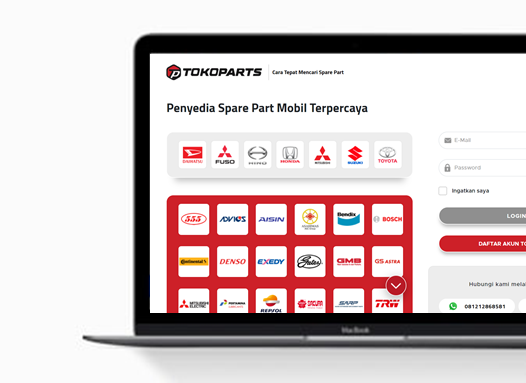 TOKOPARTS
Cara Tepat Mencari Spare Part
Penyedia Spare Part Mobil Terpercaya
DAIHATSU
FUSO
HINO
HONDA
MITSUBISHI
SUZUKI
TOYOTA
E-Mail
Password
Ingatkan saya
LOGIN
DAFTAR AKUN TO
Hubungi kami mela
081212868581
555
ADVICS
AISIN
Bendix
BOSCH
Continental
DENSO
EXEDY
Gates
GMB
GS ASTRA
MITSUBISHI ELECTRIC
PERTAMINA
REPSOL
SARP
TRW
MacBook